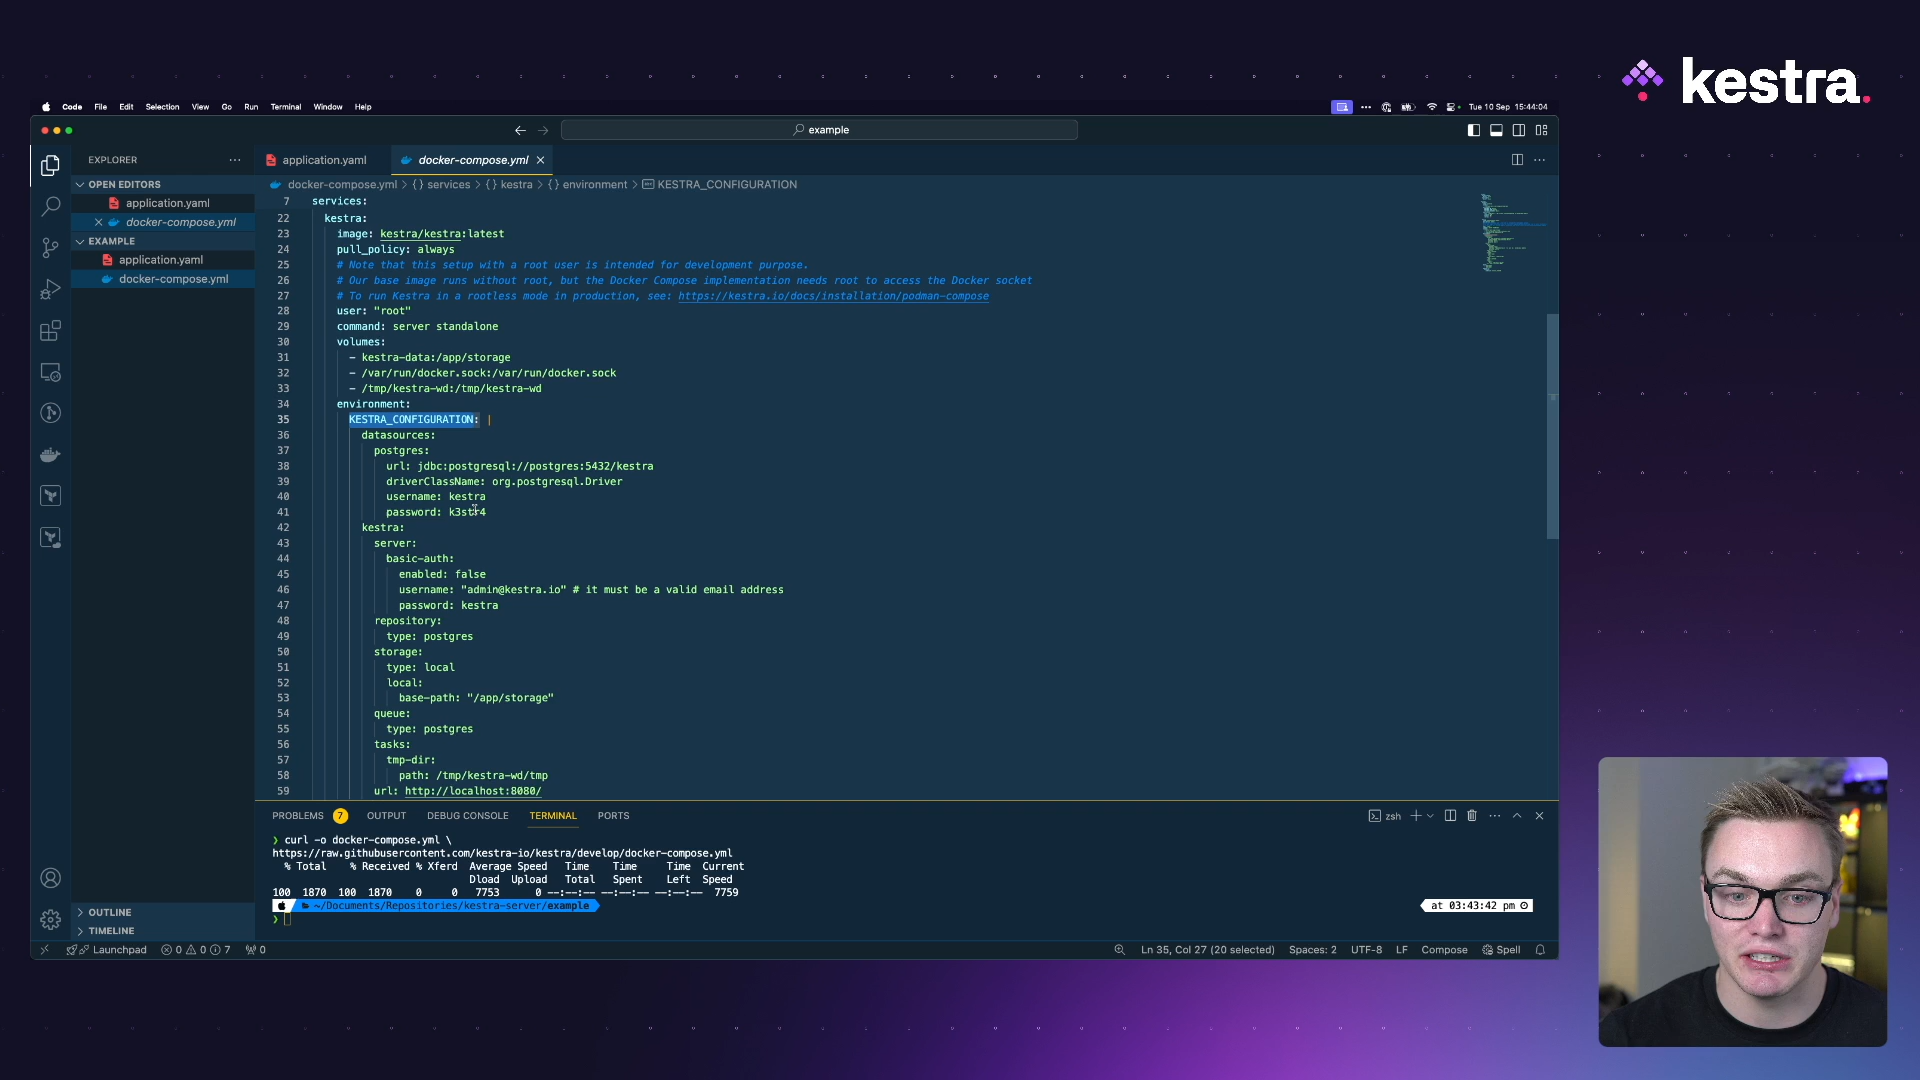 kestra.
Code File Edit Selection View Go Run Terminal Window Help
Tue 10 Sep 15:44:04
example
EXPLORER
application.yaml
docker-compose.yml
OPEN EDITORS
application.yaml
docker-compose.yml
EXAMPLE
application.yaml
docker-compose.yml
docker-compose.yml > {} services > {} kestra > {} environment > KESTRA_CONFIGURATION
7 services:
22 kestra:
23 image: kestra/kestra:latest
24 pull_policy: always
25 # Note that this setup with a root user is intended for development purpose.
26 # Our base image runs without root, but the Docker Compose implementation needs root to access the Docker socket
27 # To run Kestra in a rootless mode in production, see: https://kestra.io/docs/installation/podman-compose
28 user: "root"
29 command: server standalone
30 volumes:
31 - kestra-data:/app/storage
32 - /var/run/docker.sock:/var/run/docker.sock
33 - /tmp/kestra-wd:/tmp/kestra-wd
34 environment:
35 KESTRA_CONFIGURATION: |
36 datasources:
37 postgres:
38 url: jdbc:postgresql://postgres:5432/kestra
39 driverClassName: org.postgresql.Driver
40 username: kestra
41 password: k3str4
42 kestra:
43 server:
44 basic-auth:
45 enabled: false
46 username: "admin@kestra.io" # it must be a valid email address
47 password: kestra
48 repository:
49 type: postgres
50 storage:
51 type: local
52 local:
53 base-path: "/app/storage"
54 queue:
55 type: postgres
56 tasks:
57 tmp-dir:
58 path: /tmp/kestra-wd/tmp
59 url: http://localhost:8080/
PROBLEMS 7 OUTPUT DEBUG CONSOLE TERMINAL PORTS
zsh
❯ curl -o docker-compose.yml \
https://raw.githubusercontent.com/kestra-io/kestra/develop/docker-compose.yml
% Total % Received % Xferd Average Speed Time Time Time Current
Dload Upload Total Spent Left Speed
100 1870 100 1870 0 0 7753 0 --:--:-- --:--:-- --:--:-- 7759
~/Documents/Repositories/kestra-server/example
at 03:43:42 pm
❯
OUTLINE
TIMELINE
Launchpad 0 0 7 0
Ln 35, Col 27 (20 selected) Spaces: 2 UTF-8 LF Compose Spell